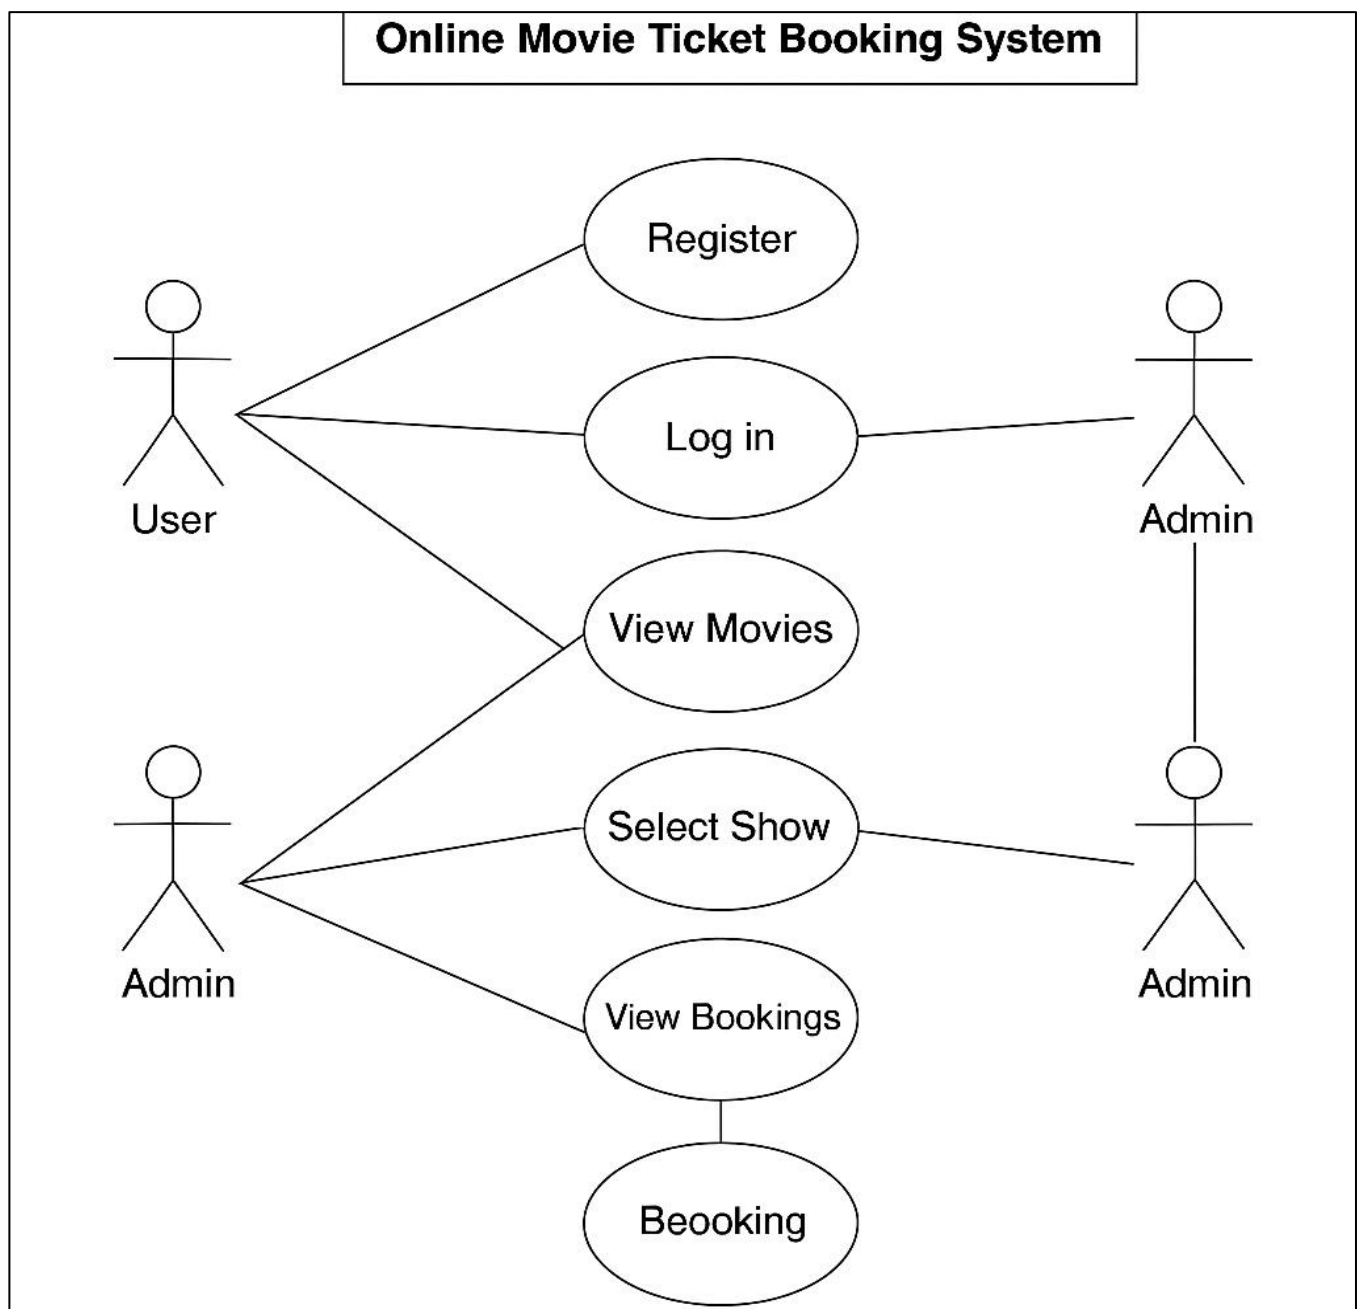 Online Movie Ticket Booking System
Register
Log in
User
Admin
View Movies
Select Show
Admin
Admin
View Bookings
Beooking